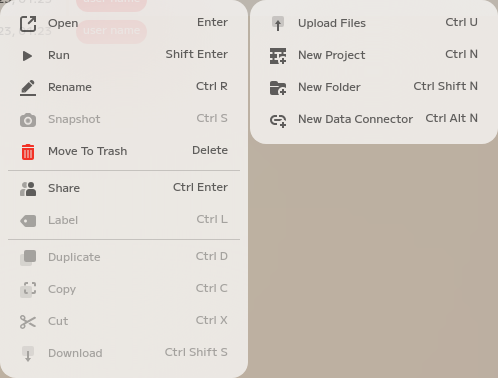 Open Enter
Run Shift Enter
Rename Ctrl R
Snapshot Ctrl S
Move To Trash Delete
Share Ctrl Enter
Label Ctrl L
Duplicate Ctrl D
Copy Ctrl C
Cut Ctrl X
Download Ctrl Shift S
Upload Files Ctrl U
New Project Ctrl N
New Folder Ctrl Shift N
New Data Connector Ctrl Alt N